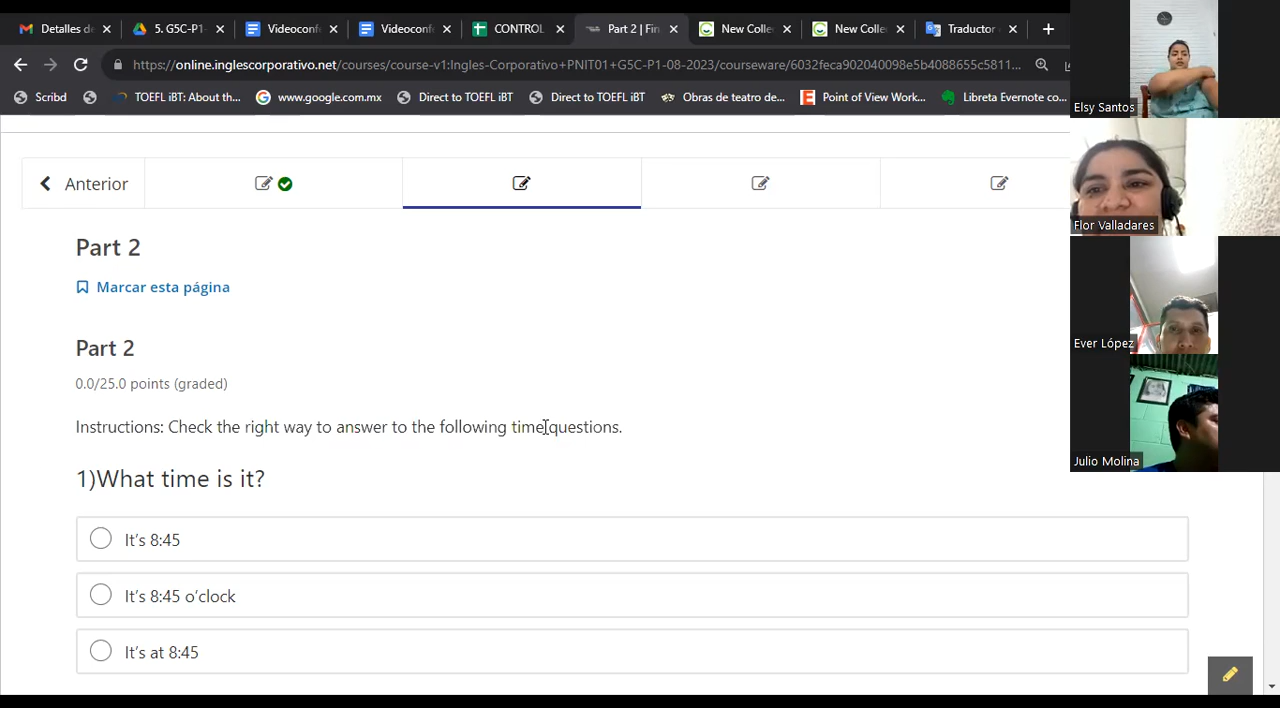 Detalles de
5. G5C-P1-
Videoconf
Videoconf
CONTROL
Part 2 | Fin
New Colle
New Colle
Traductor
https://online.inglescorporativo.net/courses/course-v1:inglescorporativo+PNIT01+G5C-P1-08-2023/courseware/6032feca902040098e5b4088655c5811...
Scribd
TOEFL iBT: About th...
www.google.com.mx
Direct to TOEFL iBT
Direct to TOEFL iBT
Obras de teatro de...
Point of View Work...
Libreta Evernote co...
Elsy Santos
Flor Valladares
Ever López
Julio Molina
Anterior
Part 2
Marcar esta página
Part 2
0.0/25.0 points (graded)
Instructions: Check the right way to answer to the following time questions.
1)What time is it?
It's 8:45
It's 8:45 o'clock
It's at 8:45